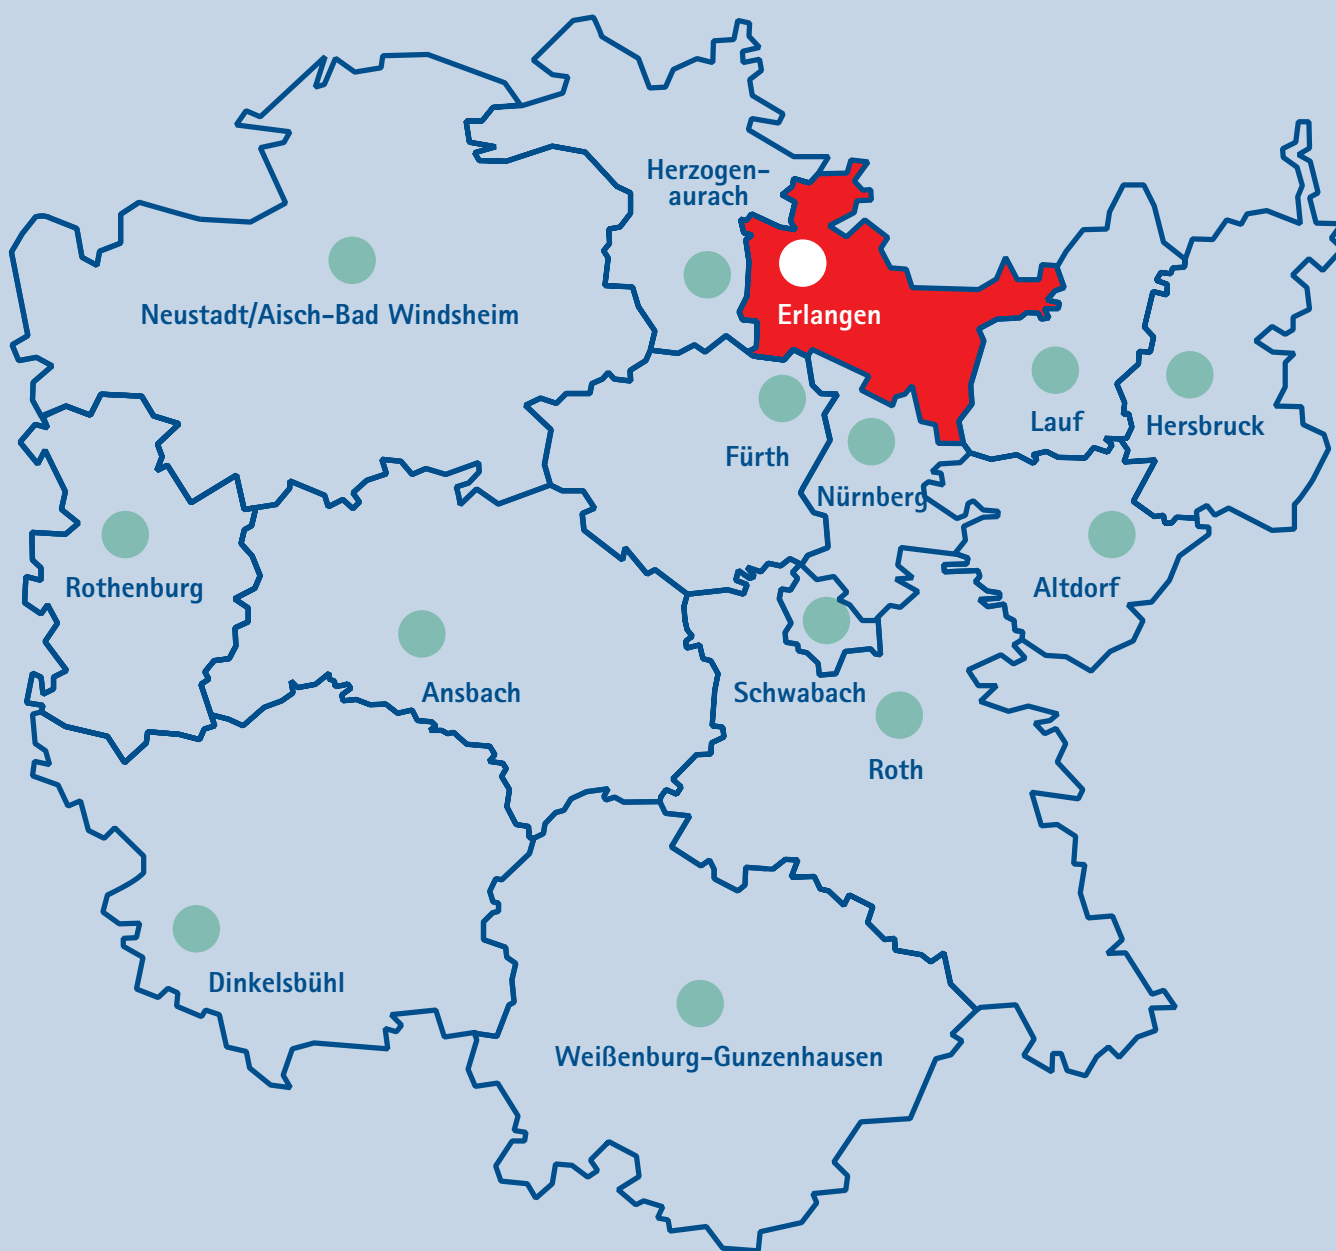 Herzogen-
aurach
Neustadt/Aisch-Bad Windsheim
Erlangen
Lauf
Hersbruck
Fürth
Nürnberg
Rothenburg
Altdorf
Ansbach
Schwabach
Roth
Dinkelsbühl
Weißenburg-Gunzenhausen